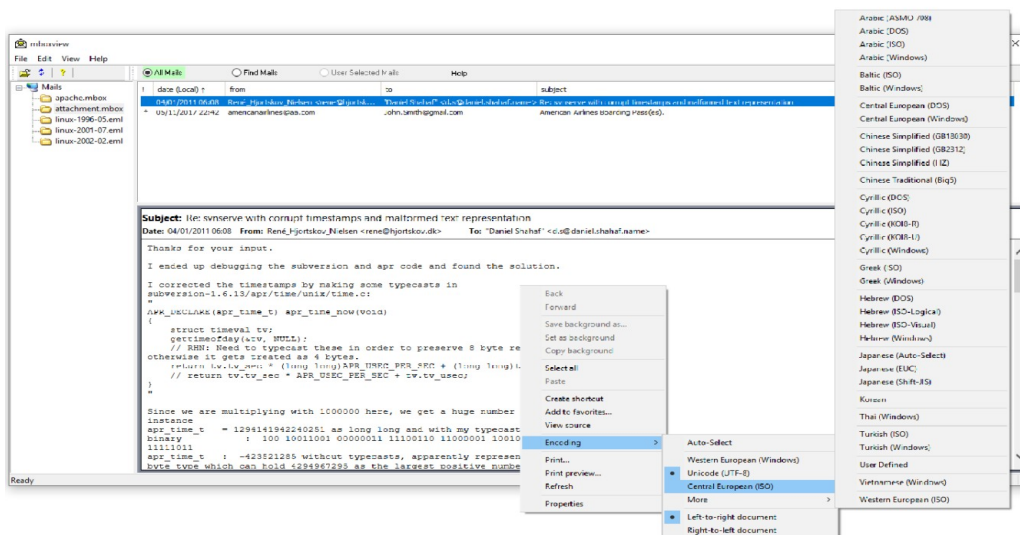 mboxview
File Edit View Help
All Mails Find Mails User Selected Mails Help
Mails
apache.mbox
attachment.mbox
linux-1996-05.eml
linux-2001-07.eml
linux-2002-02.eml
! date (Local) ↑ from to subject
04/01/2011 06:08 René_Hjortskov_Nielsen <rene@hjortsk... "Daniel Shahaf" <d.s@daniel.shahaf.name> Re: svnserve with corrupt timestamps and malformed text representation
* 05/11/2017 22:42 americanairlines@aa.com John.Smith@gmail.com American Airlines Boarding Pass(es).
Subject: Re: svnserve with corrupt timestamps and malformed text representation
Date: 04/01/2011 06:08 From: René_Hjortskov_Nielsen <rene@hjortskov.dk> To: "Daniel Shahaf" <d.s@daniel.shahaf.name>
Thanks for your input.
I ended up debugging the subversion and apr code and found the solution.
I corrected the timestamps by making some typecasts in
subversion-1.6.13/apr/time/unix/time.c:
"
APR_DECLARE(apr_time_t) apr_time_now(void)
{
struct timeval tv;
gettimeofday(&tv, NULL);
// RHN: Need to typecast these in order to preserve 8 byte re
otherwise it gets treated as 4 bytes.
return tv.tv_sec * (long long)APR_USEC_PER_SEC + (long long)t
// return tv.tv_sec * APR_USEC_PER_SEC + tv.tv_usec;
}
"
Since we are multiplying with 1000000 here, we get a huge number
instance
apr_time_t = 1294141942240251 as long long and with my typecast
binary : 100 10011001 00000011 11100110 11000001 10010
11111011
apr_time_t : -423521285 without typecasts, apparently represen
byte type which can hold 4294967295 as the largest positive numbe
Ready
Back
Forward
Save background as...
Set as background
Copy background
Select all
Paste
Create shortcut
Add to favorites...
View source
Encoding
Print...
Print preview...
Refresh
Properties
Auto-Select
Western European (Windows)
Unicode (UTF-8)
Central European (ISO)
More
Left-to-right document
Right-to-left document
Arabic (ASMO 708)
Arabic (DOS)
Arabic (ISO)
Arabic (Windows)
Baltic (ISO)
Baltic (Windows)
Central European (DOS)
Central European (Windows)
Chinese Simplified (GB18030)
Chinese Simplified (GB2312)
Chinese Simplified (HZ)
Chinese Traditional (Big5)
Cyrillic (DOS)
Cyrillic (ISO)
Cyrillic (KOI8-R)
Cyrillic (KOI8-U)
Cyrillic (Windows)
Greek (ISO)
Greek (Windows)
Hebrew (DOS)
Hebrew (ISO-Logical)
Hebrew (ISO-Visual)
Hebrew (Windows)
Japanese (Auto-Select)
Japanese (EUC)
Japanese (Shift-JIS)
Korean
Thai (Windows)
Turkish (ISO)
Turkish (Windows)
User Defined
Vietnamese (Windows)
Western European (ISO)